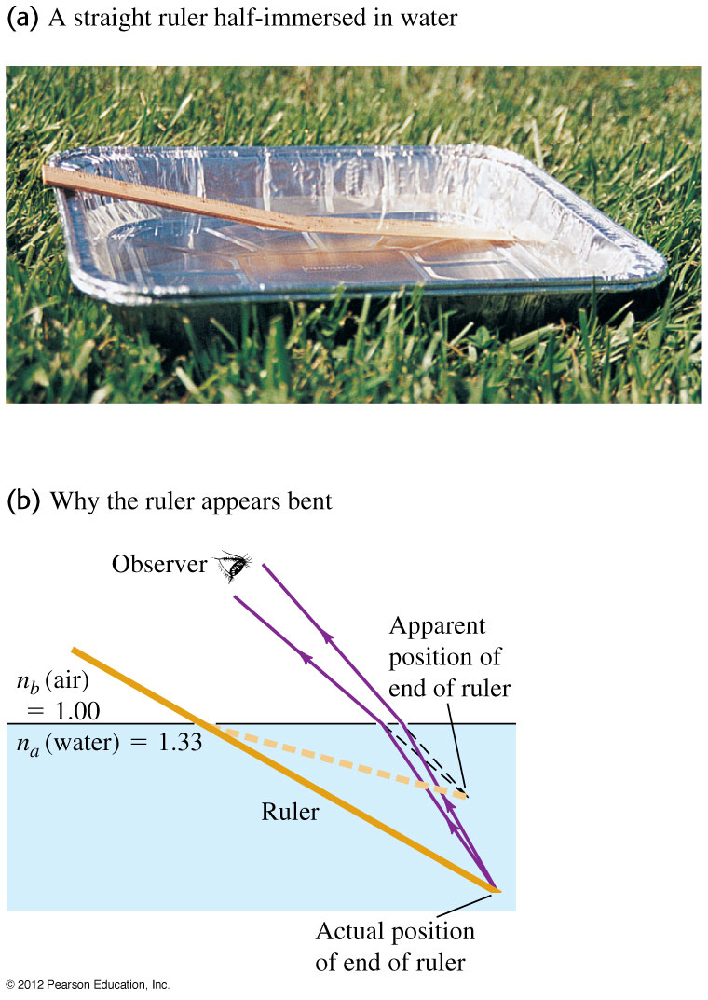 (a) A straight ruler half-immersed in water
(b) Why the ruler appears bent
Observer
Apparent
position of
end of ruler
n_b (air)
= 1.00
n_a (water) = 1.33
Ruler
Actual position
of end of ruler
© 2012 Pearson Education, Inc.